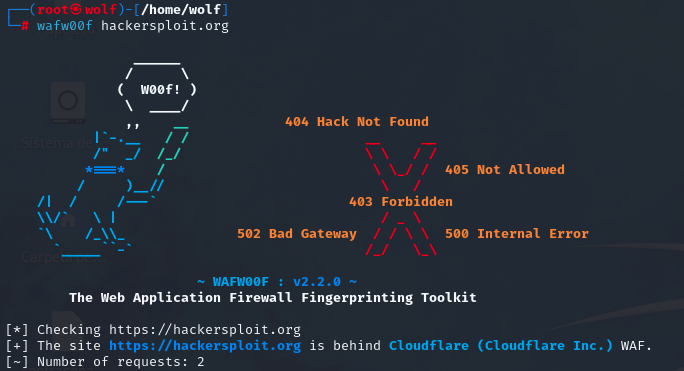 ┌──(root㉿wolf)-[/home/wolf]
└─# wafw00f hackersploit.org
( W00f! )
404 Hack Not Found
405 Not Allowed
403 Forbidden
502 Bad Gateway 500 Internal Error
~ WAFW00F : v2.2.0 ~
The Web Application Firewall Fingerprinting Toolkit
[*] Checking https://hackersploit.org
[+] The site https://hackersploit.org is behind Cloudflare (Cloudflare Inc.) WAF.
[~] Number of requests: 2